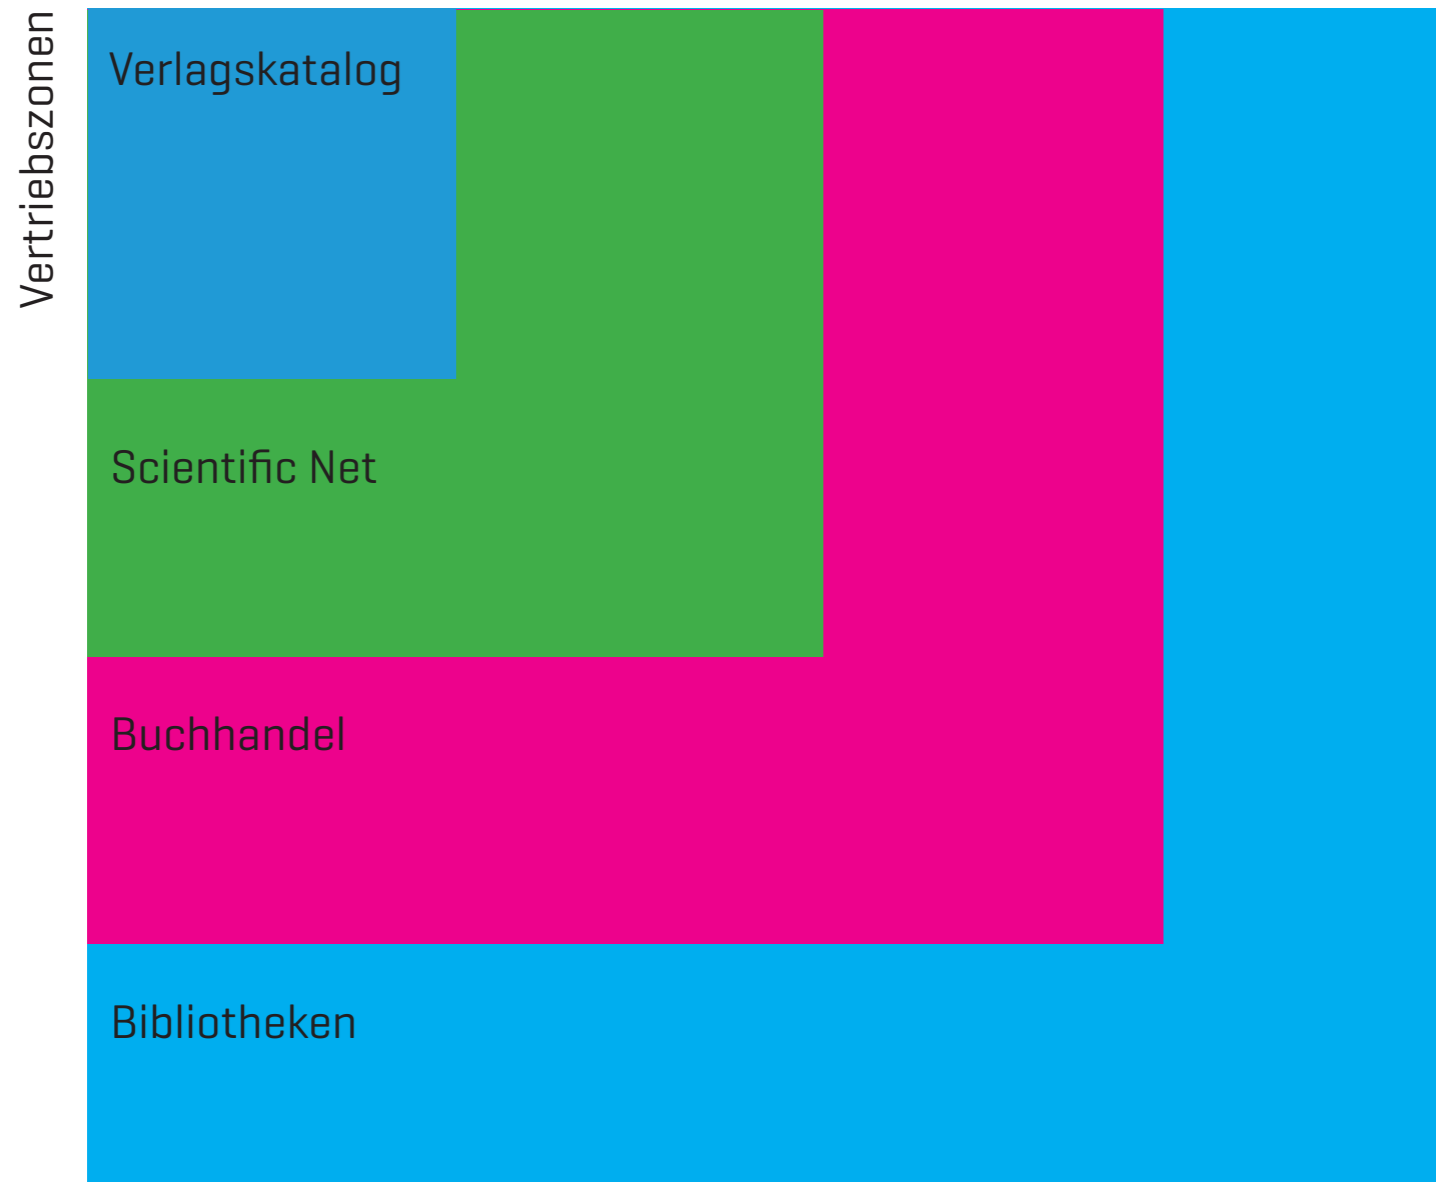 Vertriebszonen
Verlagskatalog
Scientific Net
Buchhandel
Bibliotheken